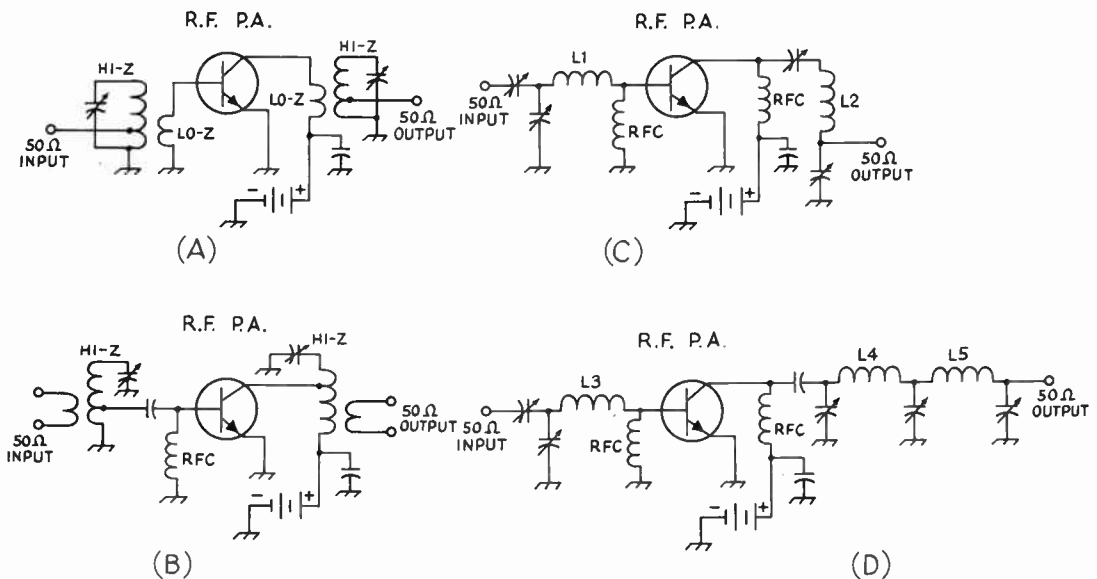 R.F. P.A.
HI-Z
HI-Z
LO-Z
LO-Z
50Ω
INPUT
50Ω
OUTPUT
- +
(A)
R.F. P.A.
L1
50Ω
INPUT
RFC
RFC
L2
50Ω
OUTPUT
- +
(C)
R.F. P.A.
HI-Z
HI-Z
50Ω
INPUT
RFC
50Ω
OUTPUT
- +
(B)
R.F. P.A.
L3
L4
L5
50Ω
INPUT
RFC
RFC
50Ω
OUTPUT
- +
(D)